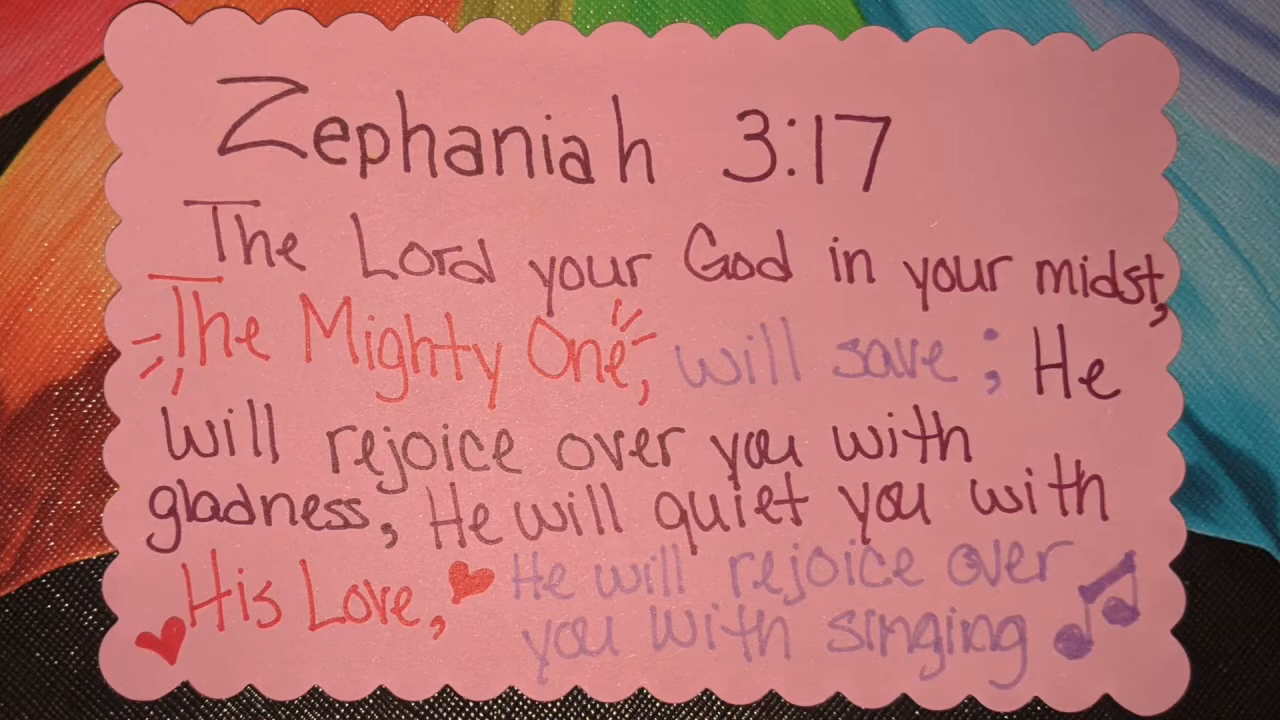 Zephaniah 3:17
The Lord your God in your midst,
The Mighty One, will save; He
will rejoice over you with
gladness, He will quiet you with
His Love, He will rejoice over
you with singing